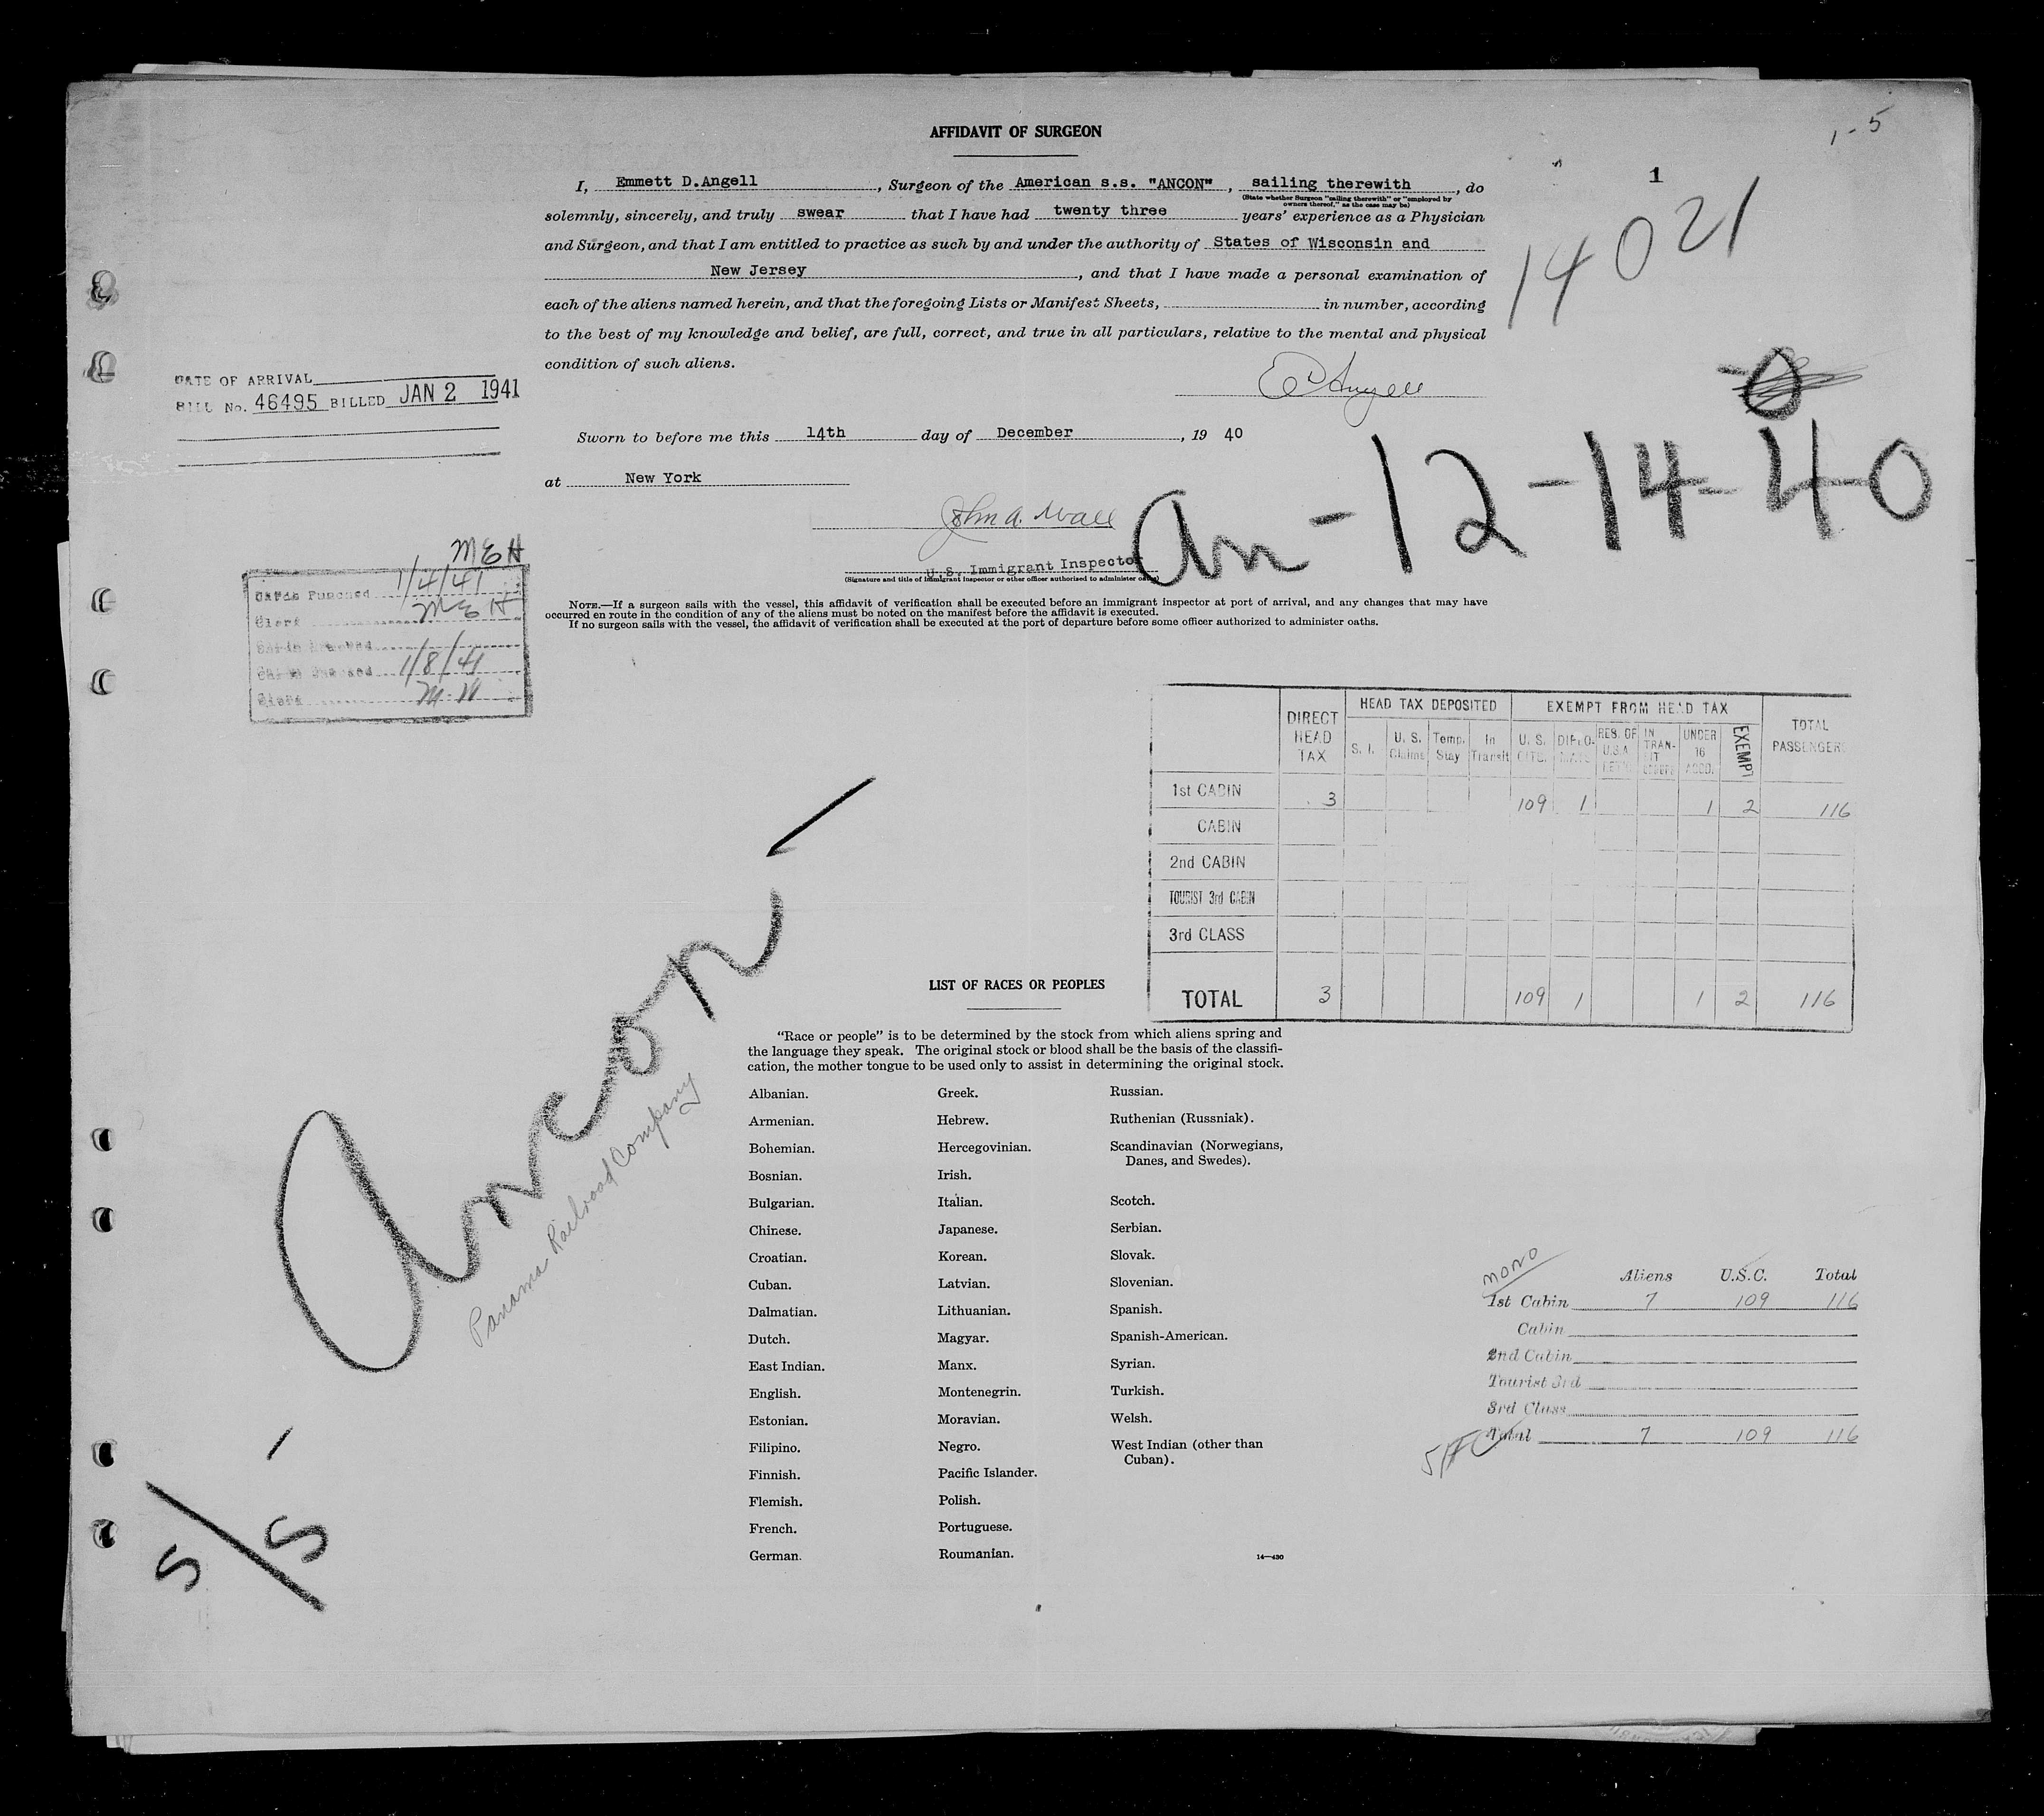 1-5
AFFIDAVIT OF SURGEON
1
14021
I, Emmett D.Angell, Surgeon of the American s.s. "ANCON", sailing therewith, do
(State whether Surgeon "sailing therewith" or "employed by
owners thereof," as the case may be)
solemnly, sincerely, and truly swear that I have had twenty three years' experience as a Physician
and Surgeon, and that I am entitled to practice as such by and under the authority of States of Wisconsin and
New Jersey, and that I have made a personal examination of
each of the aliens named herein, and that the foregoing Lists or Manifest Sheets, in number, according
to the best of my knowledge and belief, are full, correct, and true in all particulars, relative to the mental and physical
condition of such aliens.
E D Angell
DATE OF ARRIVAL
BILL No. 46495 BILLED JAN 2 1941
Sworn to before me this 14th day of December, 19 40
at New York
an - 12-14-40
John A. Wall
U.S. Immigrant Inspector
(Signature and title of Immigrant Inspector or other officer authorized to administer oaths)
NOTE.—If a surgeon sails with the vessel, this affidavit of verification shall be executed before an immigrant inspector at port of arrival, and any changes that may have
occurred en route in the condition of any of the aliens must be noted on the manifest before the affidavit is executed.
If no surgeon sails with the vessel, the affidavit of verification shall be executed at the port of departure before some officer authorized to administer oaths.
MEH
Cards Punched 1/4/41
Clerk MEH
1/8/41
Clerk
DIRECT HEAD TAX
HEAD TAX DEPOSITED
EXEMPT FROM HEAD TAX
TOTAL PASSENGERS
S. I.
U. S. Claims
Temp. Stay
In Transit
U. S. CITS.
DIPLO-MATS
RES. OF U.S.A.
IN TRAN-SIT
UNDER 16 ACCD.
EXEMPT
1st CABIN 3 109 1 1 2 116
CABIN
2nd CABIN
TOURIST 3rd CABIN
3rd CLASS
TOTAL 3 109 1 1 2 116
Ancon -
Panama Railroad Company
S/S -
LIST OF RACES OR PEOPLES
"Race or people" is to be determined by the stock from which aliens spring and
the language they speak. The original stock or blood shall be the basis of the classifi-
cation, the mother tongue to be used only to assist in determining the original stock.
Albanian.
Armenian.
Bohemian.
Bosnian.
Bulgarian.
Chinese.
Croatian.
Cuban.
Dalmatian.
Dutch.
East Indian.
English.
Estonian.
Filipino.
Finnish.
Flemish.
French.
German.
Greek.
Hebrew.
Hercegovinian.
Irish.
Italian.
Japanese.
Korean.
Latvian.
Lithuanian.
Magyar.
Manx.
Montenegrin.
Moravian.
Negro.
Pacific Islander.
Polish.
Portuguese.
Roumanian.
Russian.
Ruthenian (Russniak).
Scandinavian (Norwegians,
Danes, and Swedes).
Scotch.
Serbian.
Slovak.
Slovenian.
Spanish.
Spanish-American.
Syrian.
Turkish.
Welsh.
West Indian (other than
Cuban).
14—430
mono
Aliens U.S.C. Total
1st Cabin 7 109 116
Cabin
2nd Cabin
Tourist 3rd
3rd Class
Total 7 109 116